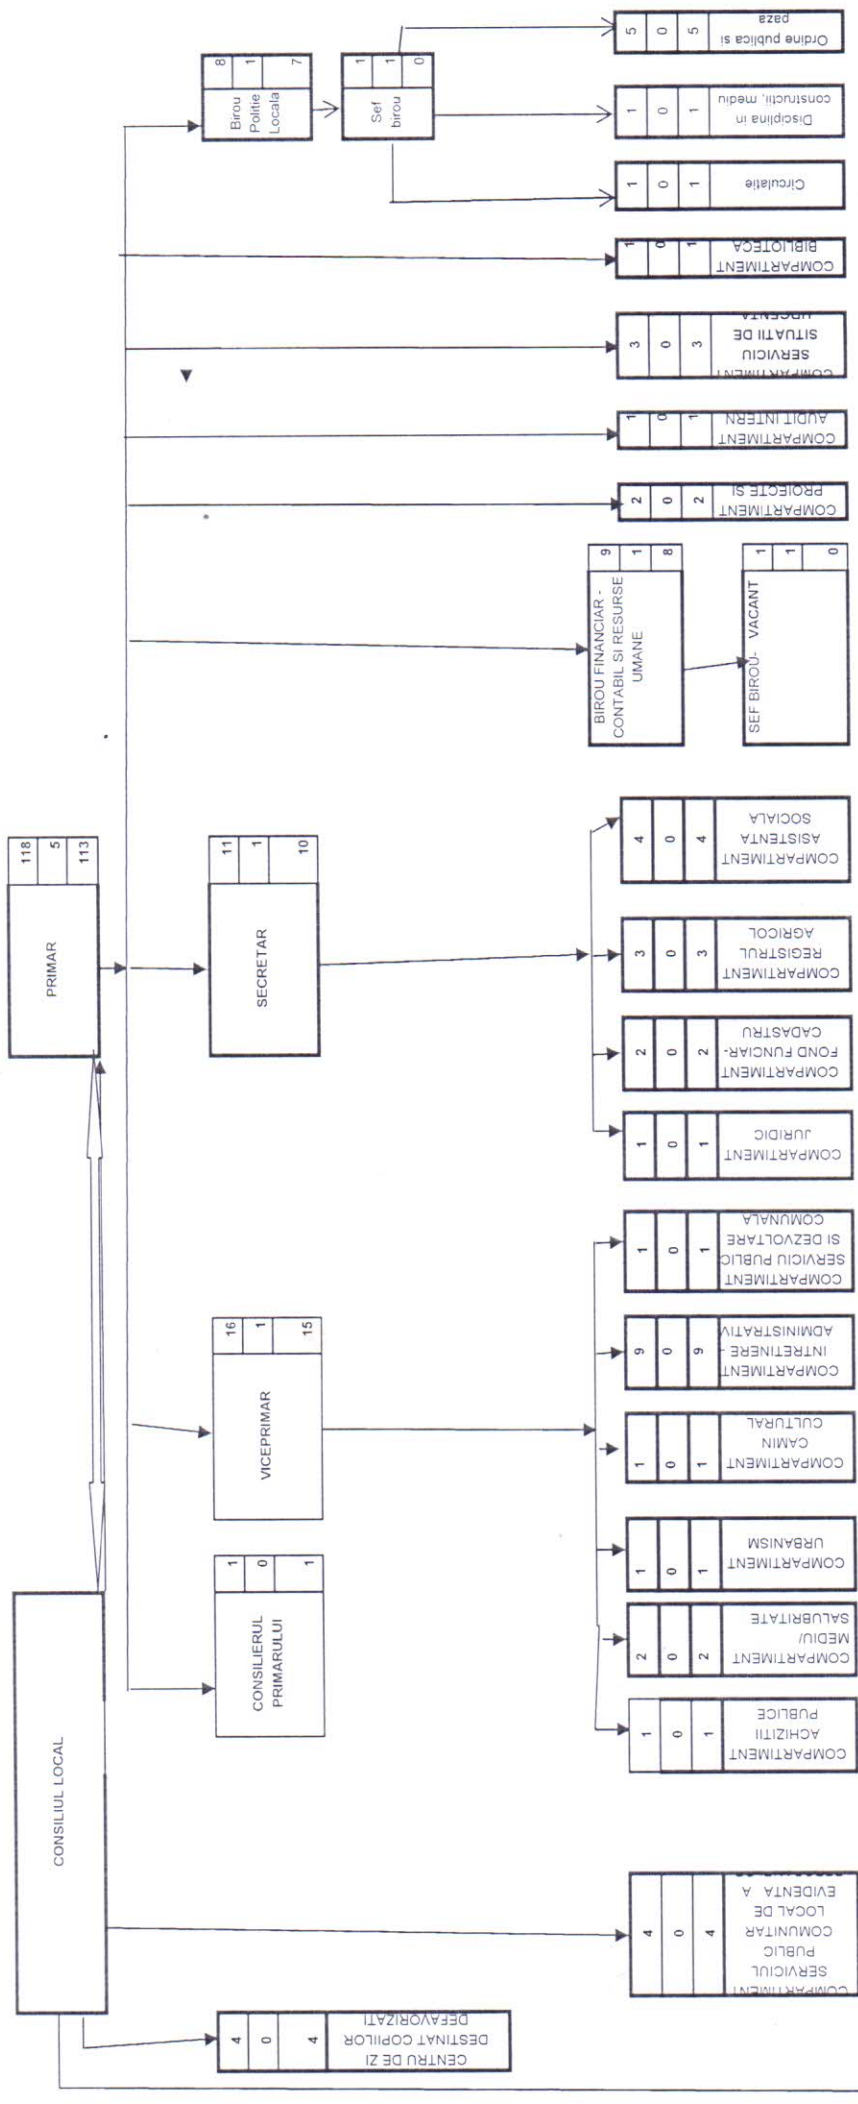 CONSILIUL LOCAL
PRIMAR
118
5
113
CONSILIERUL
PRIMARULUI
1
0
1
VICEPRIMAR
16
1
15
SECRETAR
11
1
10
Birou
Politie
Locala
8
1
7
Sef
birou
1
1
0
CENTRU DE ZI
DESTINAT COPIILOR
DEFAVORIZATI
4
0
4
COMPARTIMENT
SERVICIUL
PUBLIC
COMUNITAR
LOCAL DE
EVIDENTA A
4
0
4
COMPARTIMENT
ACHIZITII
PUBLICE
1
0
1
COMPARTIMENT
MEDIU/
SALUBRITATE
2
0
2
COMPARTIMENT
URBANISM
1
0
1
COMPARTIMENT
CAMIN
CULTURAL
1
0
1
COMPARTIMENT
INTRETINERE -
ADMINISTRATIV
9
0
9
COMPARTIMENT
SERVICIU PUBLIC
SI DEZVOLTARE
COMUNALA
1
0
1
COMPARTIMENT
JURIDIC
1
0
1
COMPARTIMENT
FOND FUNCIAR-
CADASTRU
2
0
2
COMPARTIMENT
REGISTRUL
AGRICOL
3
0
3
COMPARTIMENT
ASISTENTA
SOCIALA
4
0
4
BIROU FINANCIAR -
CONTABIL SI RESURSE
UMANE
9
1
8
SEF BIROU- VACANT
1
1
0
COMPARTIMENT
PROIECTE SI
2
0
2
COMPARTIMENT
AUDIT INTERN
1
0
1
COMPARTIMENT
SERVICIU
SITUATII DE
URGENTA
3
0
3
COMPARTIMENT
BIBLIOTECA
1
0
1
Circulatie
1
0
1
Disciplina in
constructii, mediu
1
0
1
Ordine publica si
paza
5
0
5